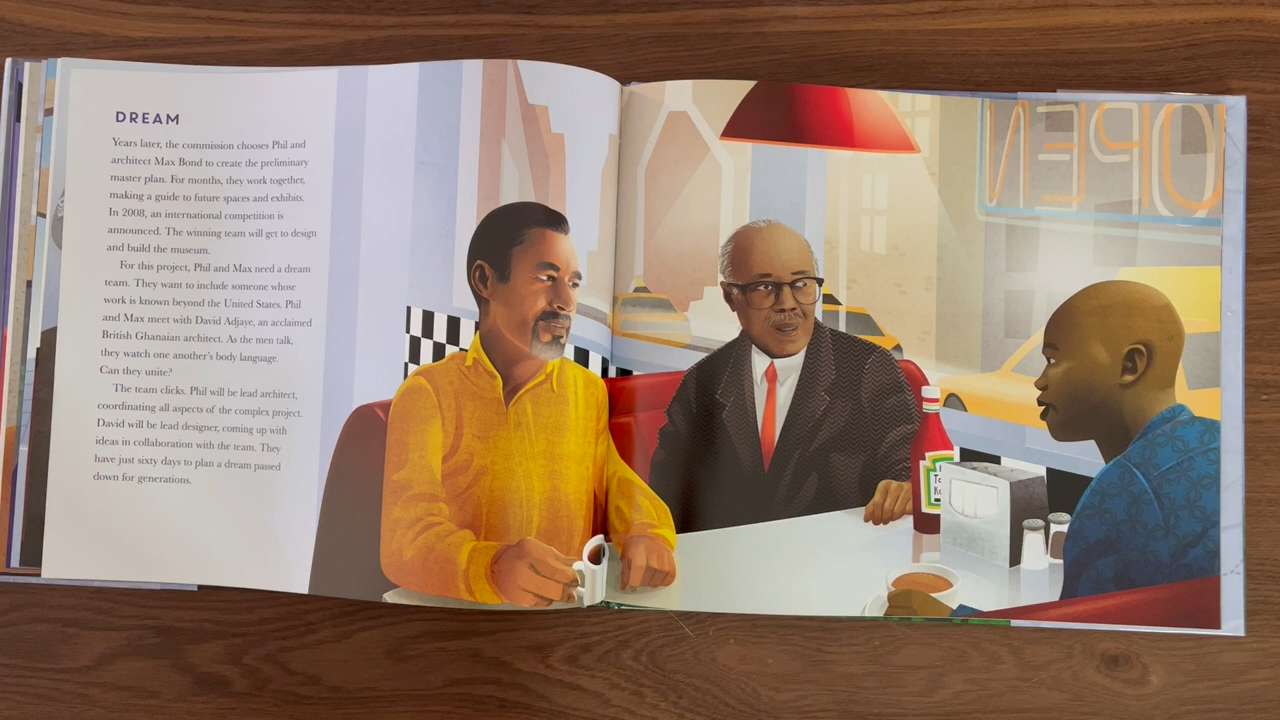 DREAM
Years later, the commission chooses Phil and
architect Max Bond to create the preliminary
master plan. For months, they work together,
making a guide to future spaces and exhibits.
In 2008, an international competition is
announced. The winning team will get to design
and build the museum.
For this project, Phil and Max need a dream
team. They want to include someone whose
work is known beyond the United States. Phil
and Max meet with David Adjaye, an acclaimed
British Ghanaian architect. As the men talk,
they watch one another's body language.
Can they unite?
The team clicks. Phil will be lead architect,
coordinating all aspects of the complex project.
David will be lead designer, coming up with
ideas in collaboration with the team. They
have just sixty days to plan a dream passed
down for generations.
OPEN